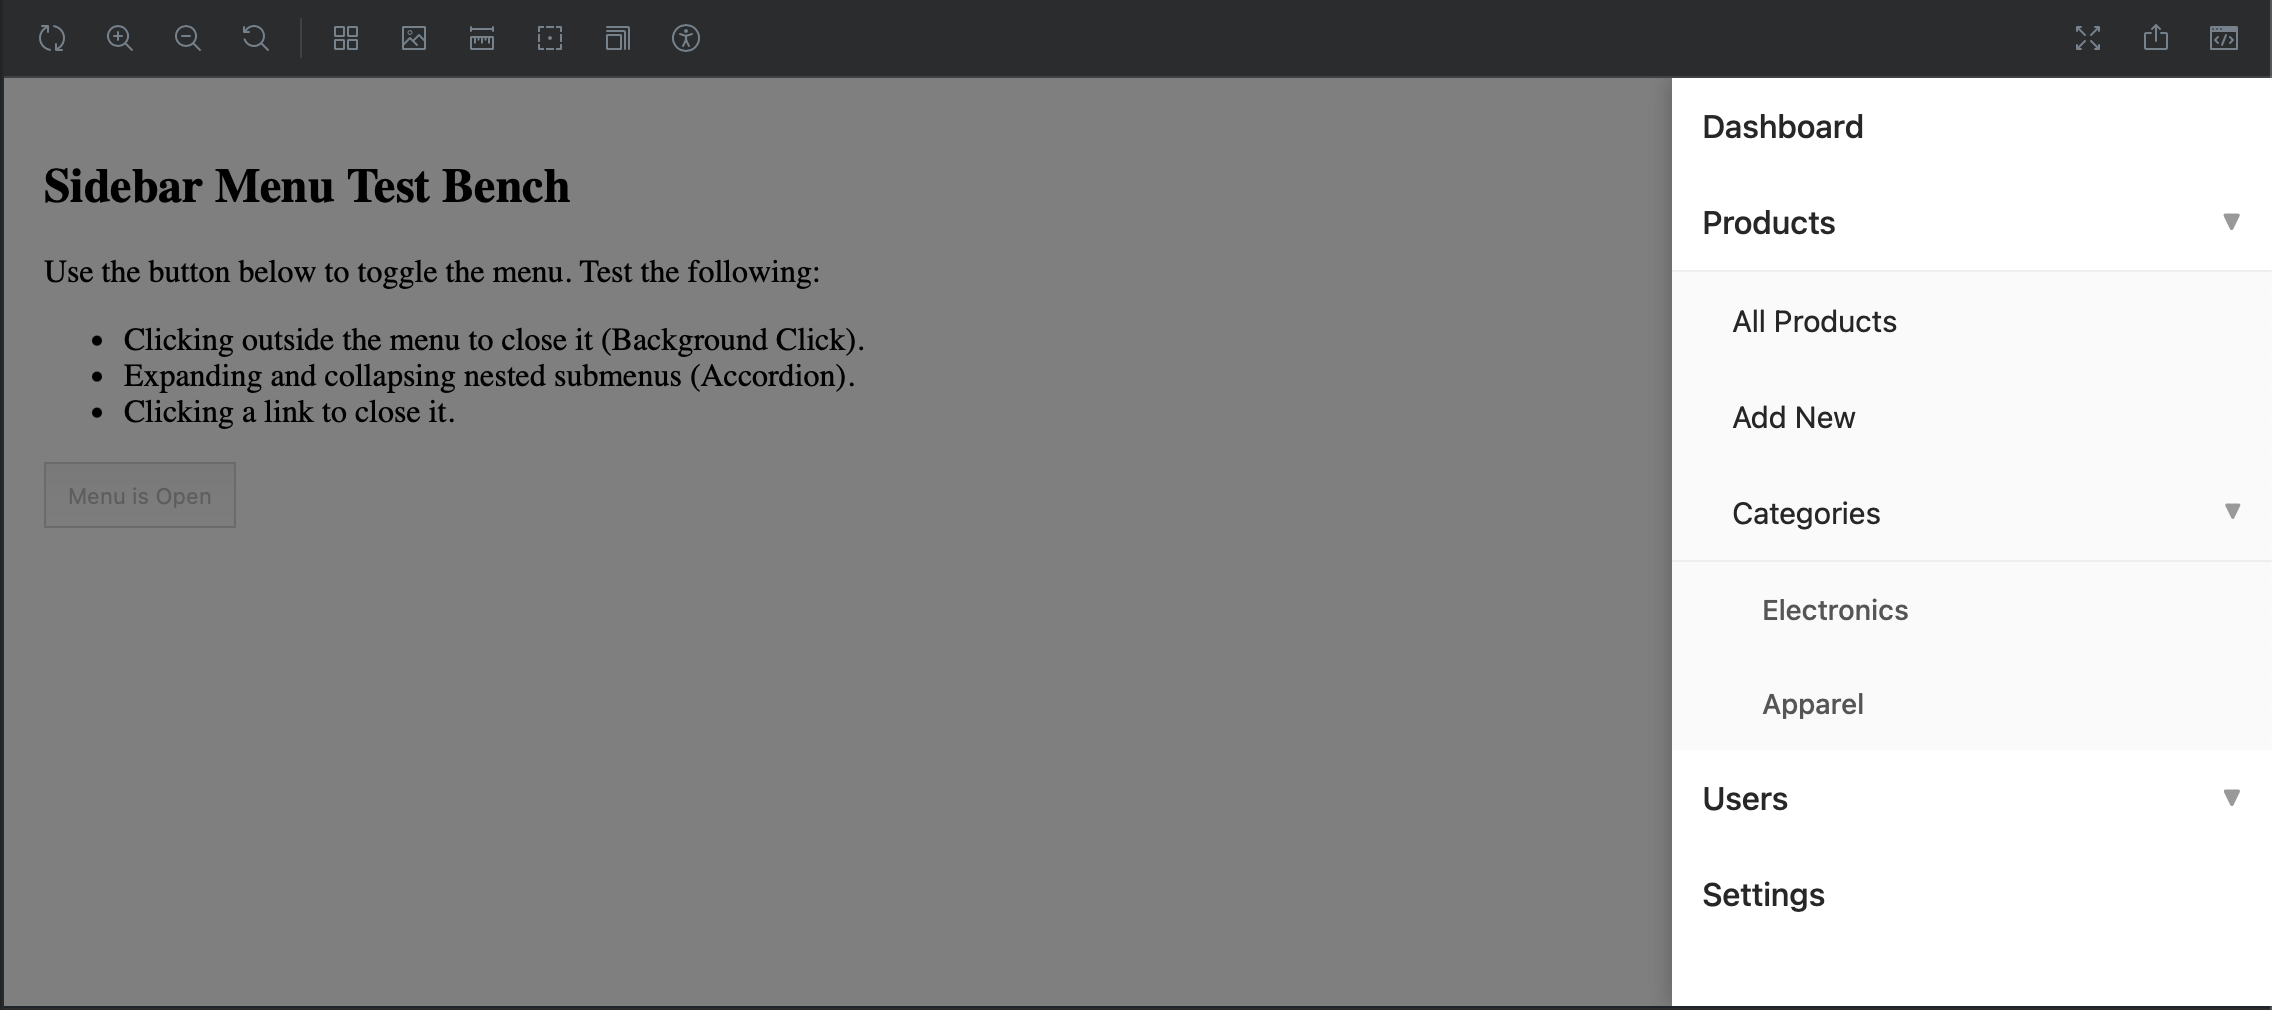 Sidebar Menu Test Bench
Use the button below to toggle the menu. Test the following:
• Clicking outside the menu to close it (Background Click).
• Expanding and collapsing nested submenus (Accordion).
• Clicking a link to close it.
Menu is Open
Dashboard
Products
All Products
Add New
Categories
Electronics
Apparel
Users
Settings